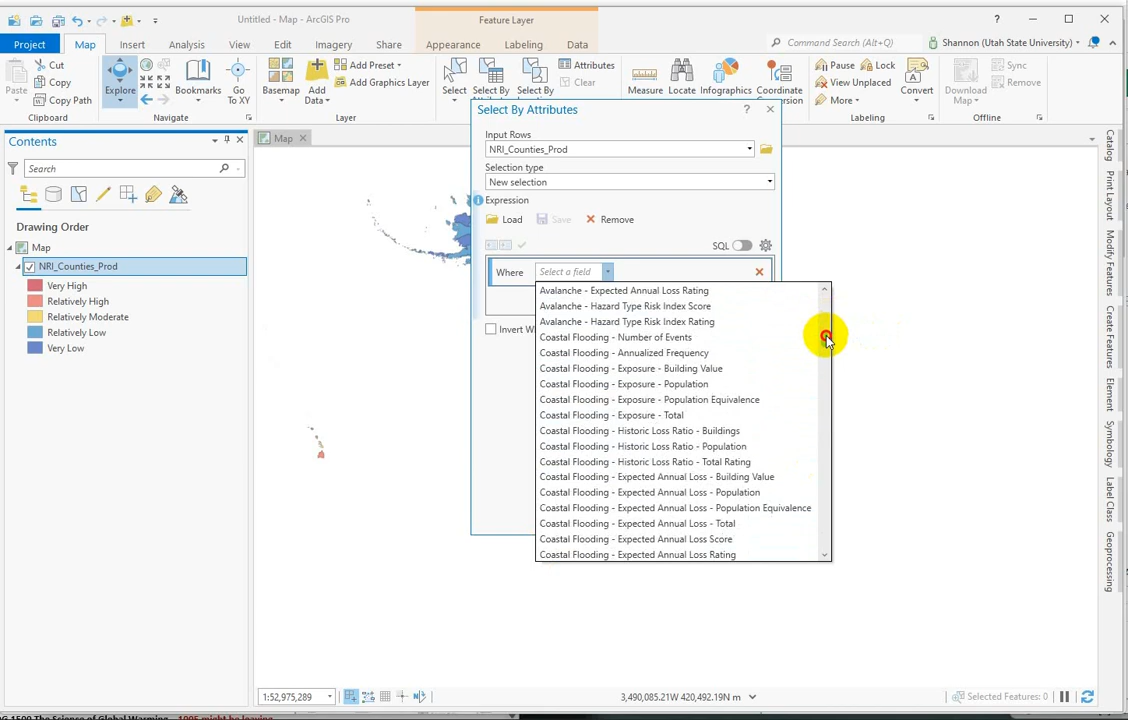 Untitled - Map - ArcGIS Pro
Feature Layer
?
Project Map Insert Analysis View Edit Imagery Share Appearance Labeling Data
Command Search (Alt+Q)
Shannon (Utah State University)
Paste
Cut
Copy
Copy Path
Clipboard
Explore
Bookmarks
Go To XY
Navigate
Basemap
Add Data
Add Preset
Add Graphics Layer
Layer
Select
Select By
Select By
Attributes
Clear
Measure
Locate
Infographics
Coordinate
Pause
Lock
View Unplaced
More
Convert
Labeling
Download Map
Sync
Remove
Offline
Contents
Search
Drawing Order
Map
NRI_Counties_Prod
Very High
Relatively High
Relatively Moderate
Relatively Low
Very Low
Map
Select By Attributes
?
Input Rows
NRI_Counties_Prod
Selection type
New selection
Expression
Load
Save
Remove
SQL
Where
Select a field
Avalanche - Expected Annual Loss Rating
Avalanche - Hazard Type Risk Index Score
Avalanche - Hazard Type Risk Index Rating
Coastal Flooding - Number of Events
Coastal Flooding - Annualized Frequency
Coastal Flooding - Exposure - Building Value
Coastal Flooding - Exposure - Population
Coastal Flooding - Exposure - Population Equivalence
Coastal Flooding - Exposure - Total
Coastal Flooding - Historic Loss Ratio - Buildings
Coastal Flooding - Historic Loss Ratio - Population
Coastal Flooding - Historic Loss Ratio - Total Rating
Coastal Flooding - Expected Annual Loss - Building Value
Coastal Flooding - Expected Annual Loss - Population
Coastal Flooding - Expected Annual Loss - Population Equivalence
Coastal Flooding - Expected Annual Loss - Total
Coastal Flooding - Expected Annual Loss Score
Coastal Flooding - Expected Annual Loss Rating
Invert W
Catalog
Print Layout
Modify Features
Create Features
Element
Symbology
Label Class
Geoprocessing
1:52,975,289
3,490,085.21W 420,492.19N m
Selected Features: 0
The Science of Global Warming